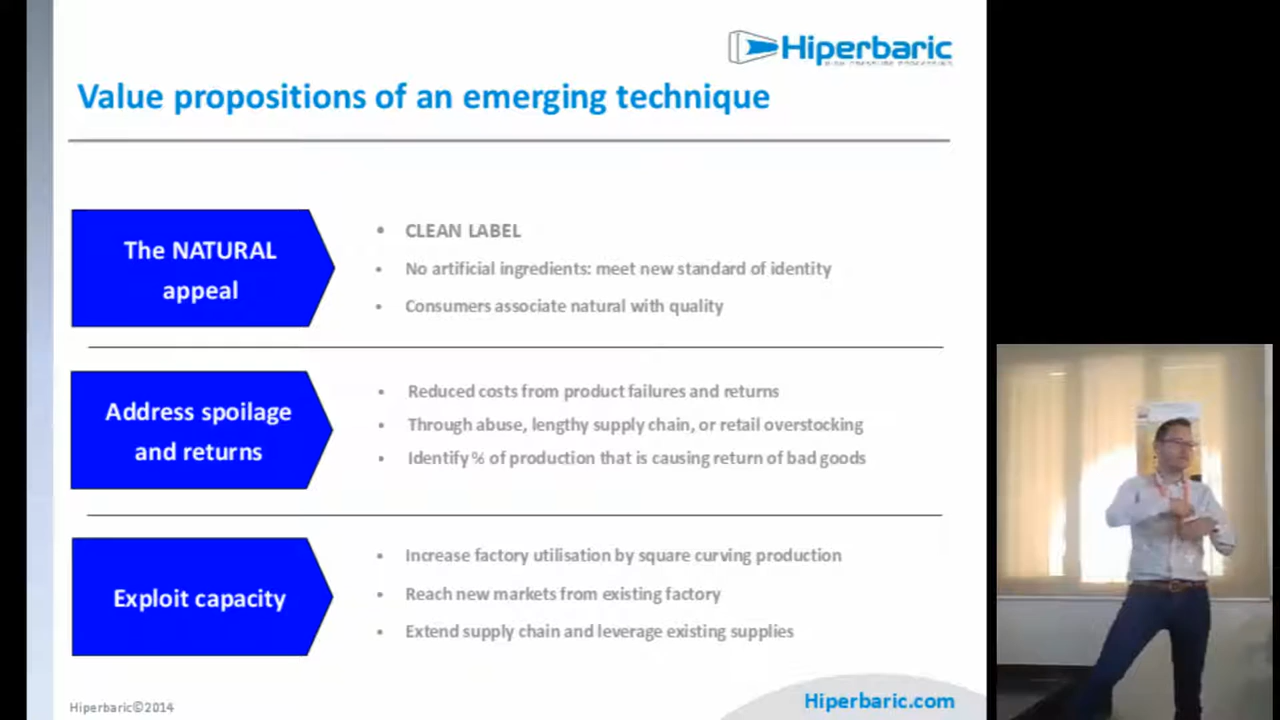 Hiperbaric
HIGH PRESSURE PROCESSING
Value propositions of an emerging technique
The NATURAL
appeal
• CLEAN LABEL
• No artificial ingredients: meet new standard of identity
• Consumers associate natural with quality
Address spoilage
and returns
• Reduced costs from product failures and returns
• Through abuse, lengthy supply chain, or retail overstocking
• Identify % of production that is causing return of bad goods
Exploit capacity
• Increase factory utilisation by square curving production
• Reach new markets from existing factory
• Extend supply chain and leverage existing supplies
Hiperbaric©2014
Hiperbaric.com